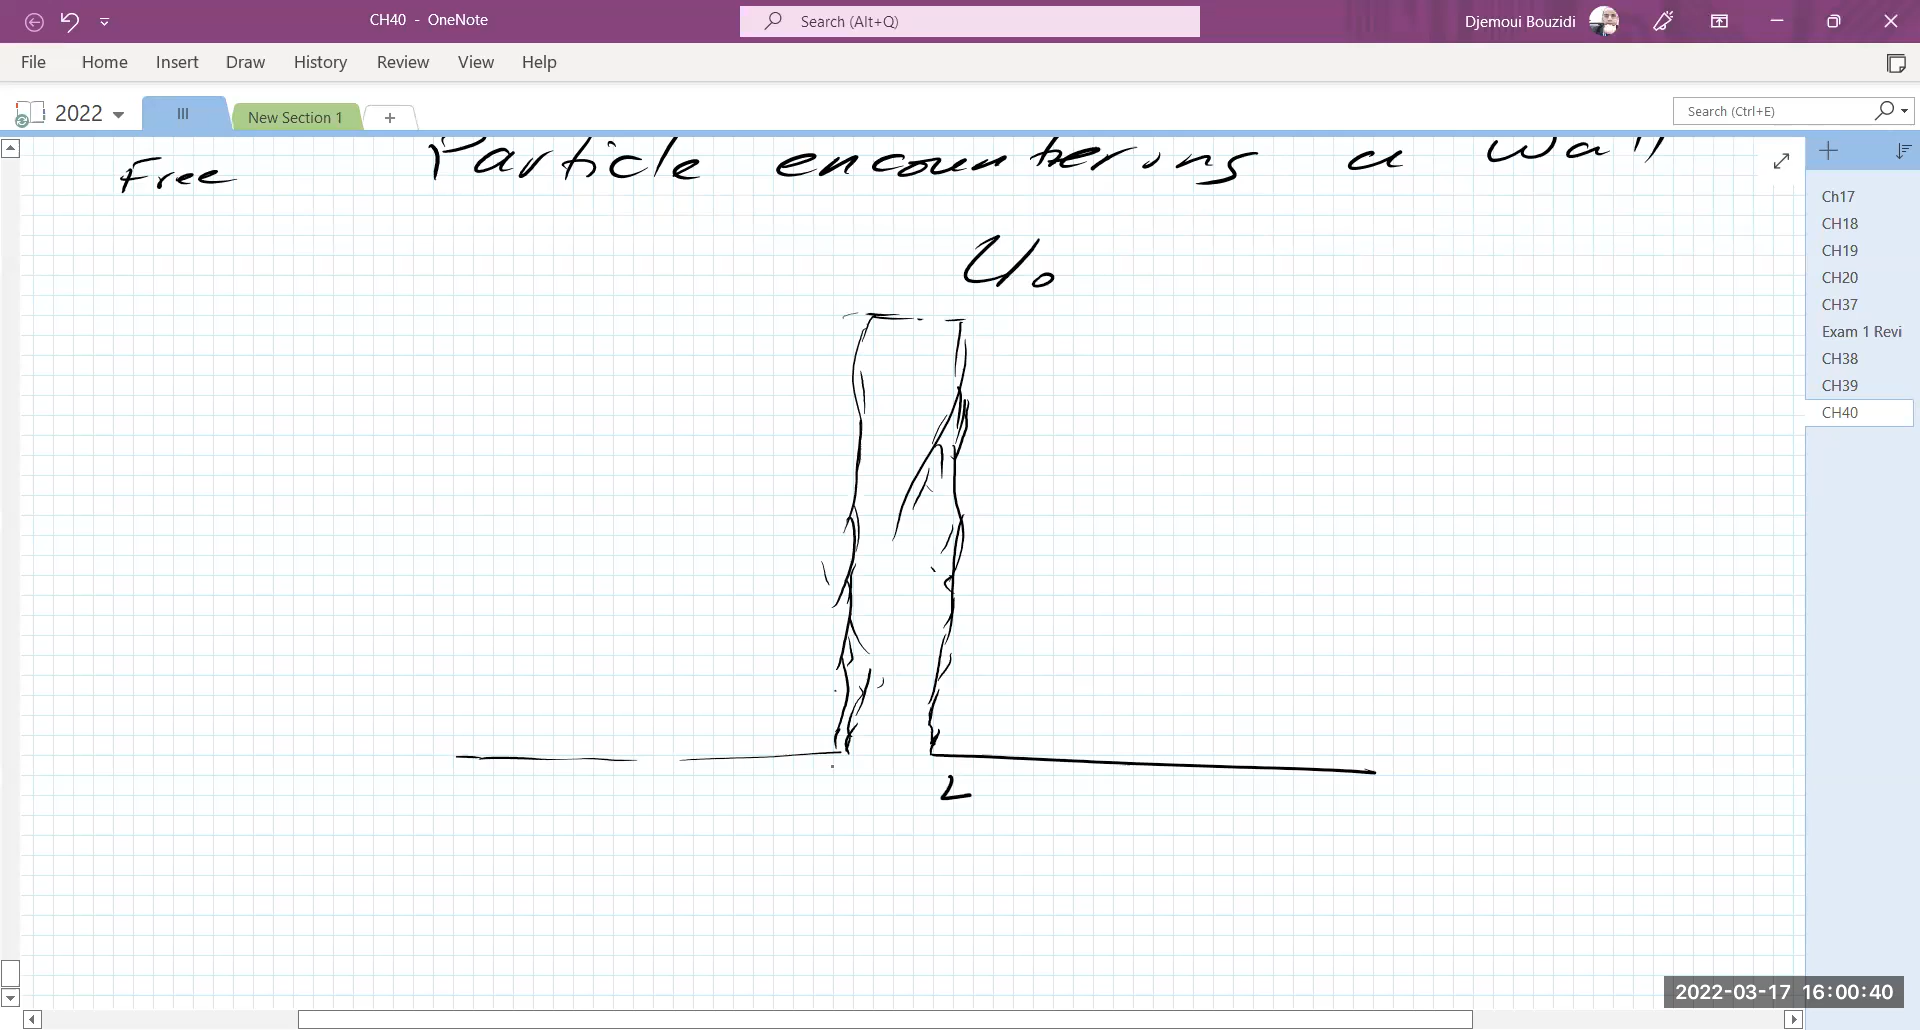 CH40 - OneNote
Search (Alt+Q)
Djemoui Bouzidi
File Home Insert Draw History Review View Help
2022
III
New Section 1
+
Search (Ctrl+E)
Free Particle encountering a wall
U₀
L
Ch17
CH18
CH19
CH20
CH37
Exam 1 Revi
CH38
CH39
CH40
2022-03-17 16:00:40